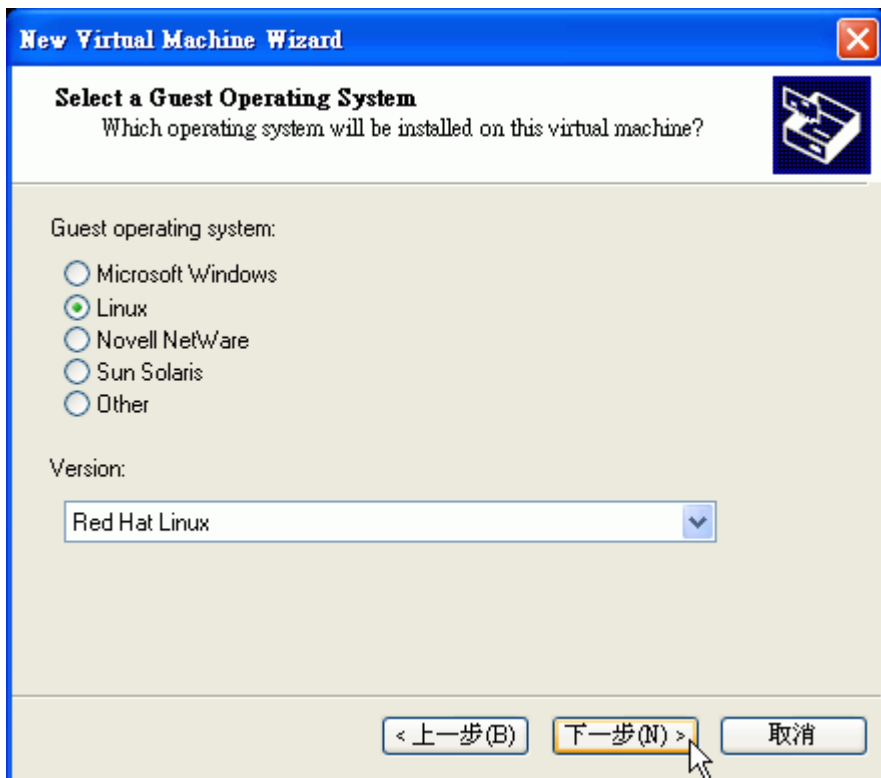 New Virtual Machine Wizard
Select a Guest Operating System
Which operating system will be installed on this virtual machine?
Guest operating system:
Microsoft Windows
Linux
Novell NetWare
Sun Solaris
Other
Version:
Red Hat Linux
< 上一步(B) 下一步(N) > 取消